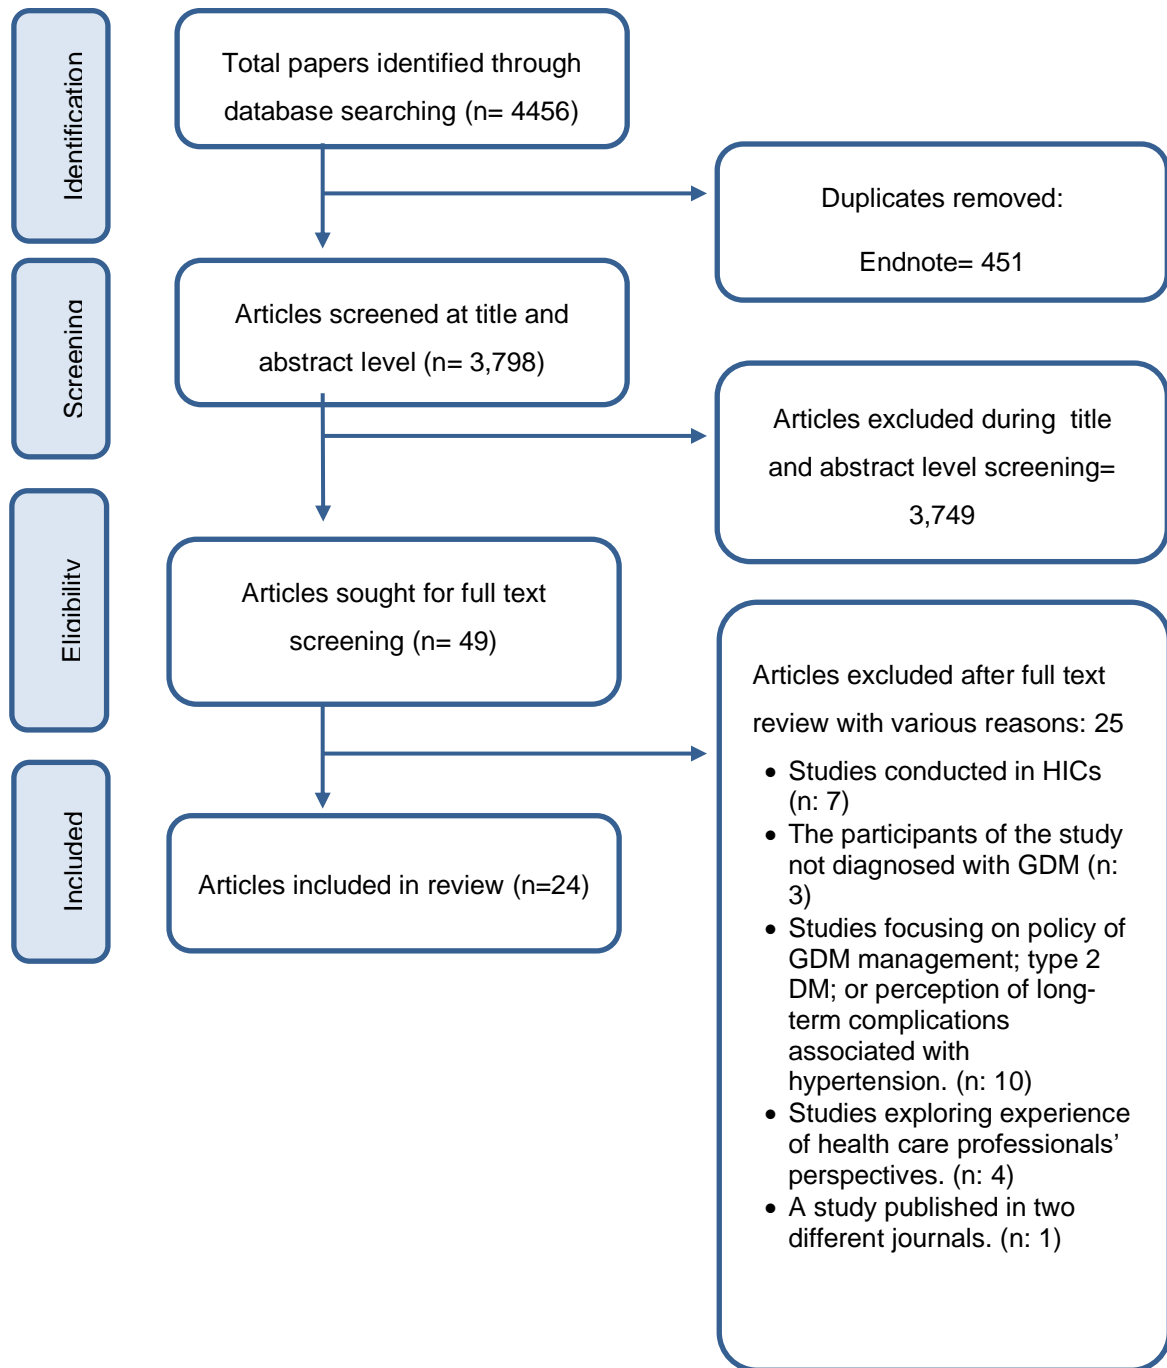 Identification
Total papers identified through
database searching (n= 4456)
Duplicates removed:
Endnote= 451
Screening
Articles screened at title and
abstract level (n= 3,798)
Articles excluded during  title
and abstract level screening=
3,749
Eligibility
Articles sought for full text
screening (n= 49)
Articles excluded after full text
review with various reasons: 25
• Studies conducted in HICs
(n: 7)
• The participants of the study
not diagnosed with GDM (n:
3)
• Studies focusing on policy of
GDM management; type 2
DM; or perception of long-
term complications
associated with
hypertension. (n: 10)
• Studies exploring experience
of health care professionals’
perspectives. (n: 4)
• A study published in two
different journals. (n: 1)
Included
Articles included in review (n=24)